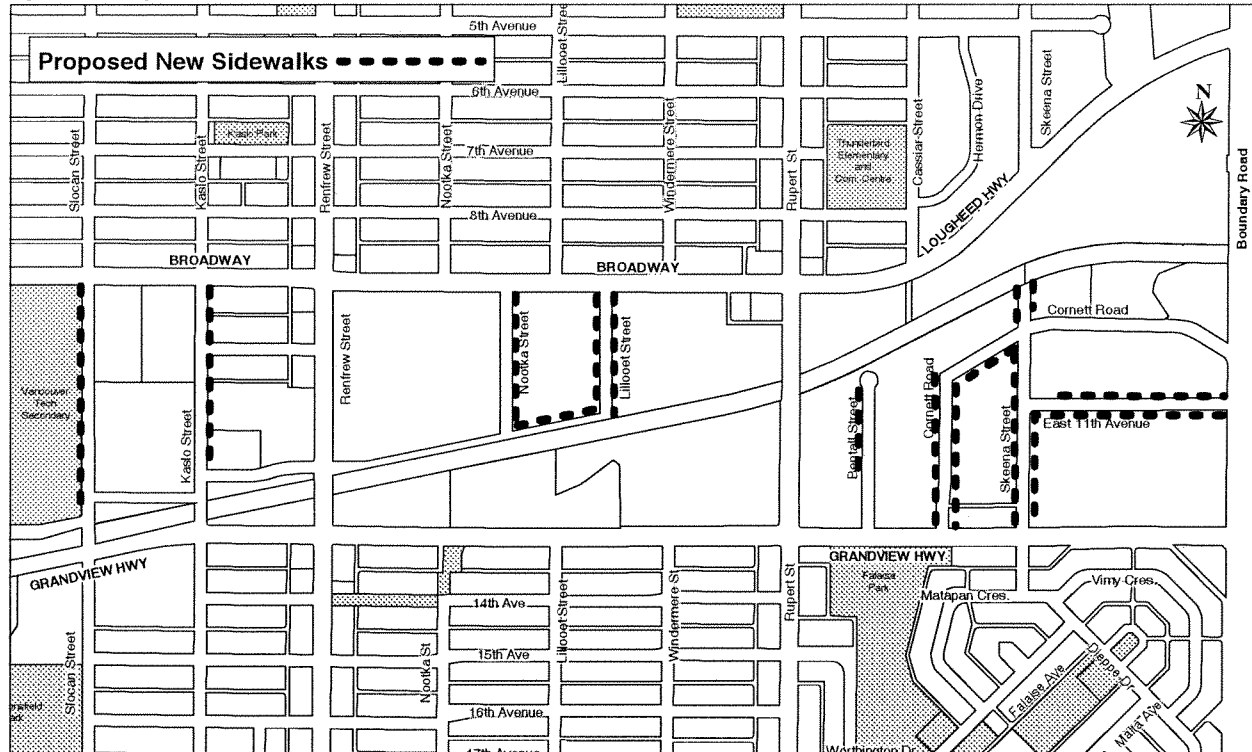 5th Avenue
Lillooet Street
Proposed New Sidewalks
6th Avenue
Skeena Street
Hermon Drive
N
Slocan Street
Kaslo Street
Kaslo Park
Renfrew Street
Nootka Street
7th Avenue
Windermere Street
Rupert St
Thunderbird
Elementary
and
Com. Centre
Cassiar Street
Boundary Road
8th Avenue
LOUGHEED HWY
BROADWAY
BROADWAY
Cornett Road
Renfrew Street
Nootka Street
Lillooet Street
Vancouver
Tech
Secondary
Kaslo Street
Bentall Street
Cornett Road
Skeena Street
East 11th Avenue
GRANDVIEW HWY
GRANDVIEW HWY
Falaise
Park
Matapan Cres.
Vimy Cres.
Rupert St
Windermere St
Lillooet Street
14th Ave
15th Ave
Nootka St
Slocan Street
Dieppe Dr
Falaise Ave
Malta Ave
16th Avenue
17th Avenue
Worthington Dr